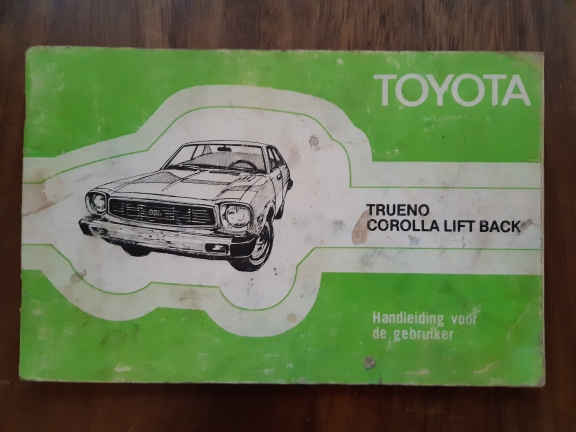 TOYOTA
TRUENO
COROLLA LIFT BACK
Handleiding voor
de gebruiker